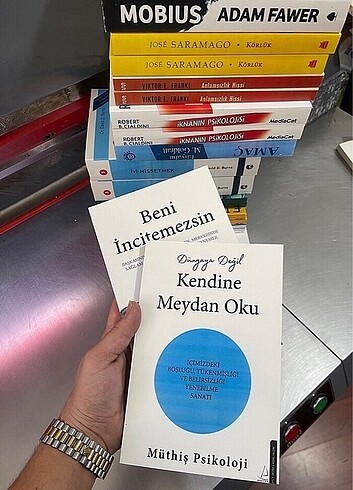 MOBIUS ADAM FAWER
JOSÉ SARAMAGO • KÖRLÜK
JOSÉ SARAMAGO • KÖRLÜK
VIKTOR E. FRANKL Anlamsızlık Hissi
VIKTOR E. FRANKL Anlamsızlık Hissi
ROBERT B. CIALDINI İKNANIN PSİKOLOJİSİ MediaCat
ROBERT B. CIALDINI İKNANIN PSİKOLOJİSİ MediaCat
Eliyahu M. Goldratt AMAÇ
İYİ HİSSETMEK
Beni
İncitemezsin
Dünyaya Değil
Kendine
Meydan Oku
İÇİMİZDEKİ
BOŞLUĞU, TÜKENMİŞLİĞİ
VE BELİRSİZLİĞİ
YENEBİLME
SANATI
Müthiş Psikoloji